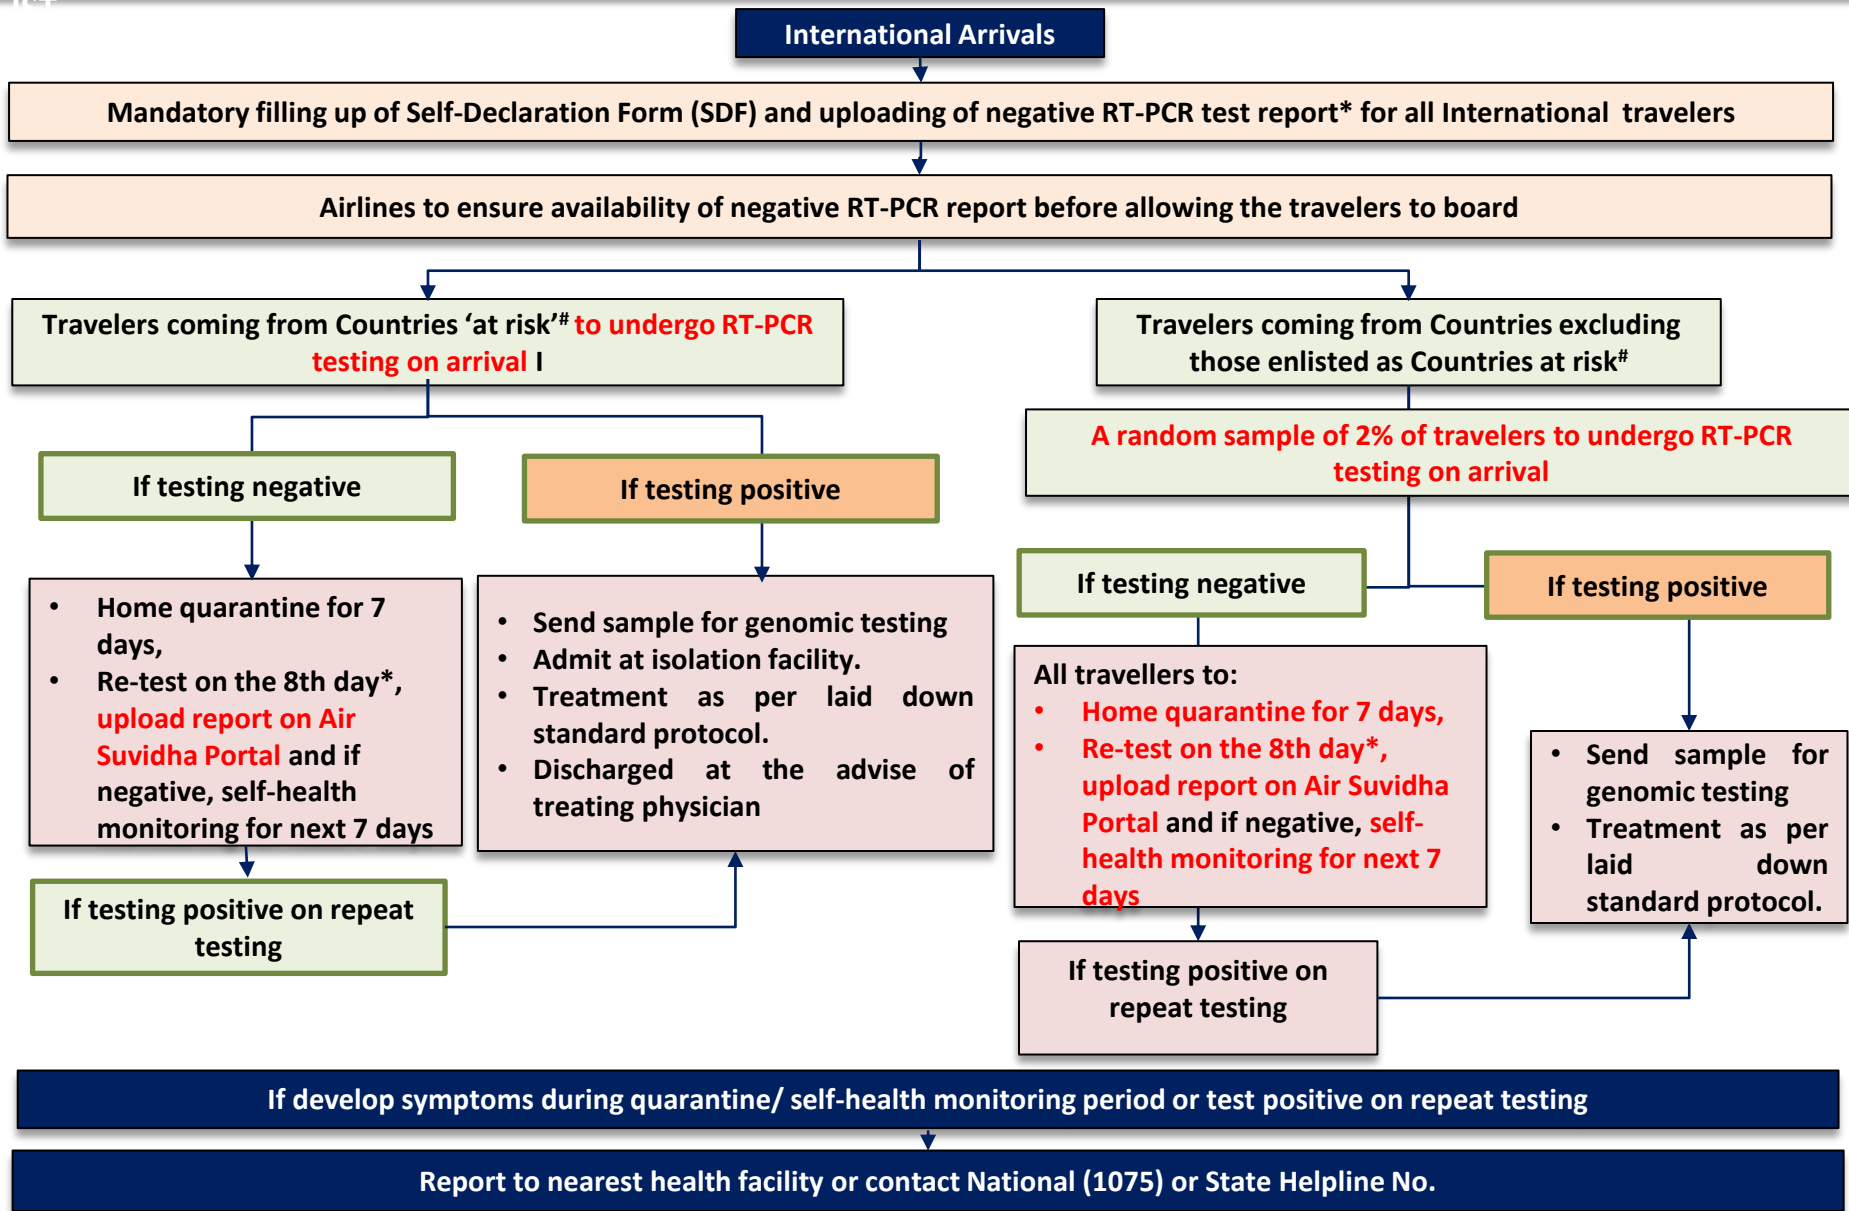 International Arrivals
Mandatory filling up of Self-Declaration Form (SDF) and uploading of negative RT-PCR test report* for all International travelers
Airlines to ensure availability of negative RT-PCR report before allowing the travelers to board
Travelers coming from Countries ‘at risk’# to undergo RT-PCR
testing on arrival I
If testing negative
If testing positive
• Home quarantine for 7
days,
• Re-test on the 8th day*,
upload report on Air
Suvidha Portal and if
negative, self-health
monitoring for next 7 days
• Send sample for genomic testing
• Admit at isolation facility.
• Treatment as per laid down
standard protocol.
• Discharged at the advise of
treating physician
If testing positive on repeat
testing
Travelers coming from Countries excluding
those enlisted as Countries at risk#
A random sample of 2% of travelers to undergo RT-PCR
testing on arrival
If testing negative
If testing positive
All travellers to:
• Home quarantine for 7 days,
• Re-test on the 8th day*,
upload report on Air Suvidha
Portal and if negative, self-
health monitoring for next 7
days
• Send sample for
genomic testing
• Treatment as per
laid down
standard protocol.
If testing positive on
repeat testing
If develop symptoms during quarantine/ self-health monitoring period or test positive on repeat testing
Report to nearest health facility or contact National (1075) or State Helpline No.